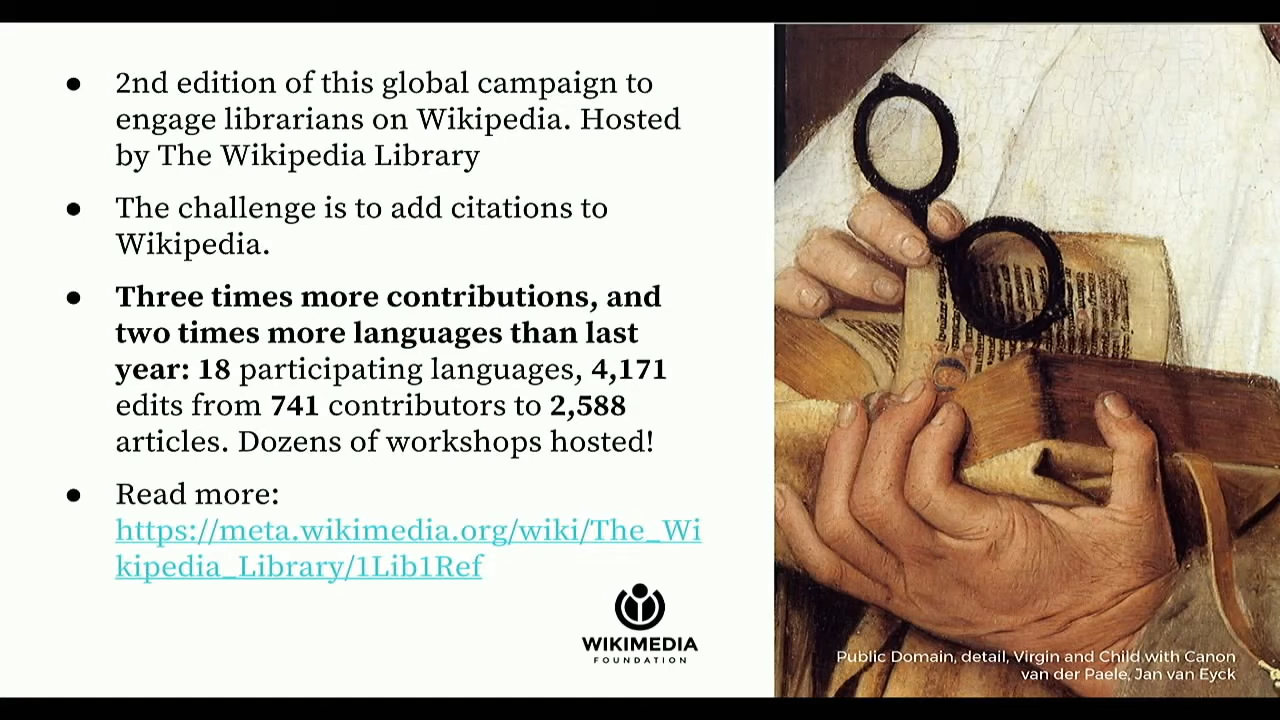 ● 2nd edition of this global campaign to
engage librarians on Wikipedia. Hosted
by The Wikipedia Library
● The challenge is to add citations to
Wikipedia.
● Three times more contributions, and
two times more languages than last
year: 18 participating languages, 4,171
edits from 741 contributors to 2,588
articles. Dozens of workshops hosted!
● Read more:
https://meta.wikimedia.org/wiki/The_Wi
kipedia_Library/1Lib1Ref
WIKIMEDIA
FOUNDATION
Public Domain, detail, Virgin and Child with Canon
van der Paele, Jan van Eyck